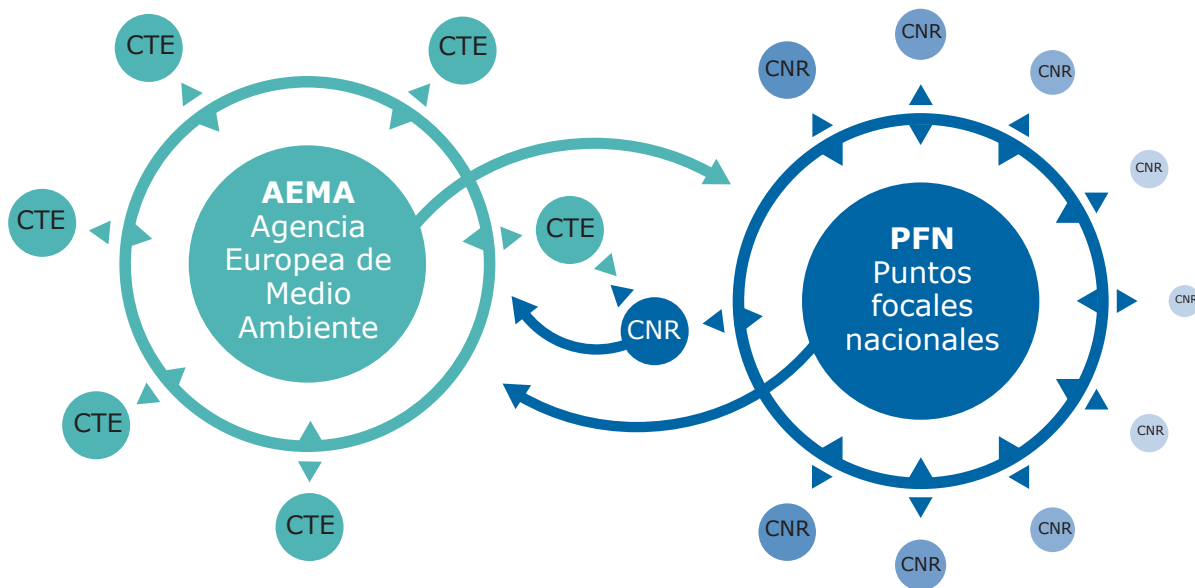 CTE
CTE
CTE
AEMA
Agencia
Europea de
Medio
Ambiente
CTE
CTE
CTE
CNR
CNR
CNR
CNR
CNR
PFN
Puntos
focales
nacionales
CNR
CNR
CNR
CNR
CNR
CNR